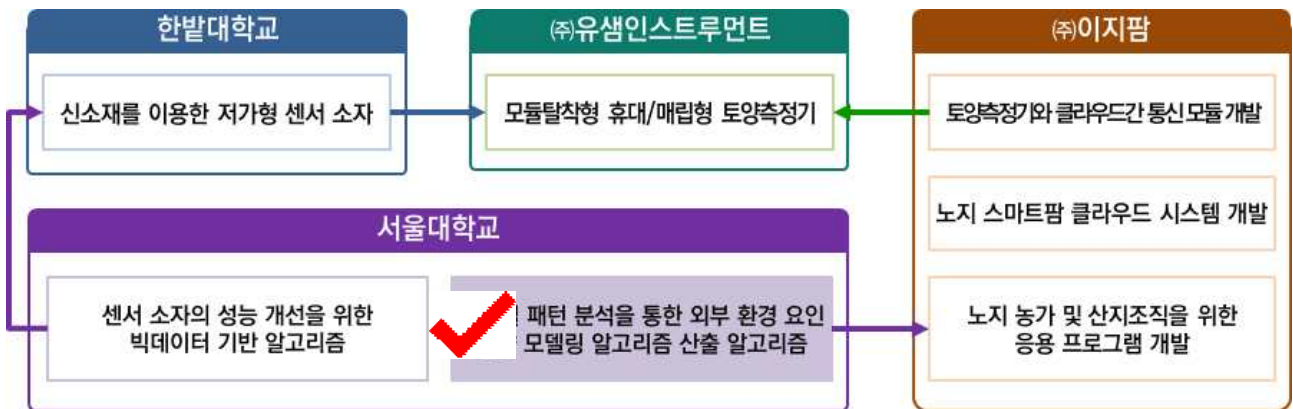 한밭대학교
신소재를 이용한 저가형 센서 소자
㈜유샘인스트루먼트
모듈탈착형 휴대/매립형 토양측정기
㈜이지팜
토양측정기와 클라우드간 통신 모듈 개발
노지 스마트팜 클라우드 시스템 개발
노지 농가 및 산지조직을 위한
응용 프로그램 개발
서울대학교
센서 소자의 성능 개선을 위한
빅데이터 기반 알고리즘
패턴 분석을 통한 외부 환경 요인
모델링 알고리즘 산출 알고리즘